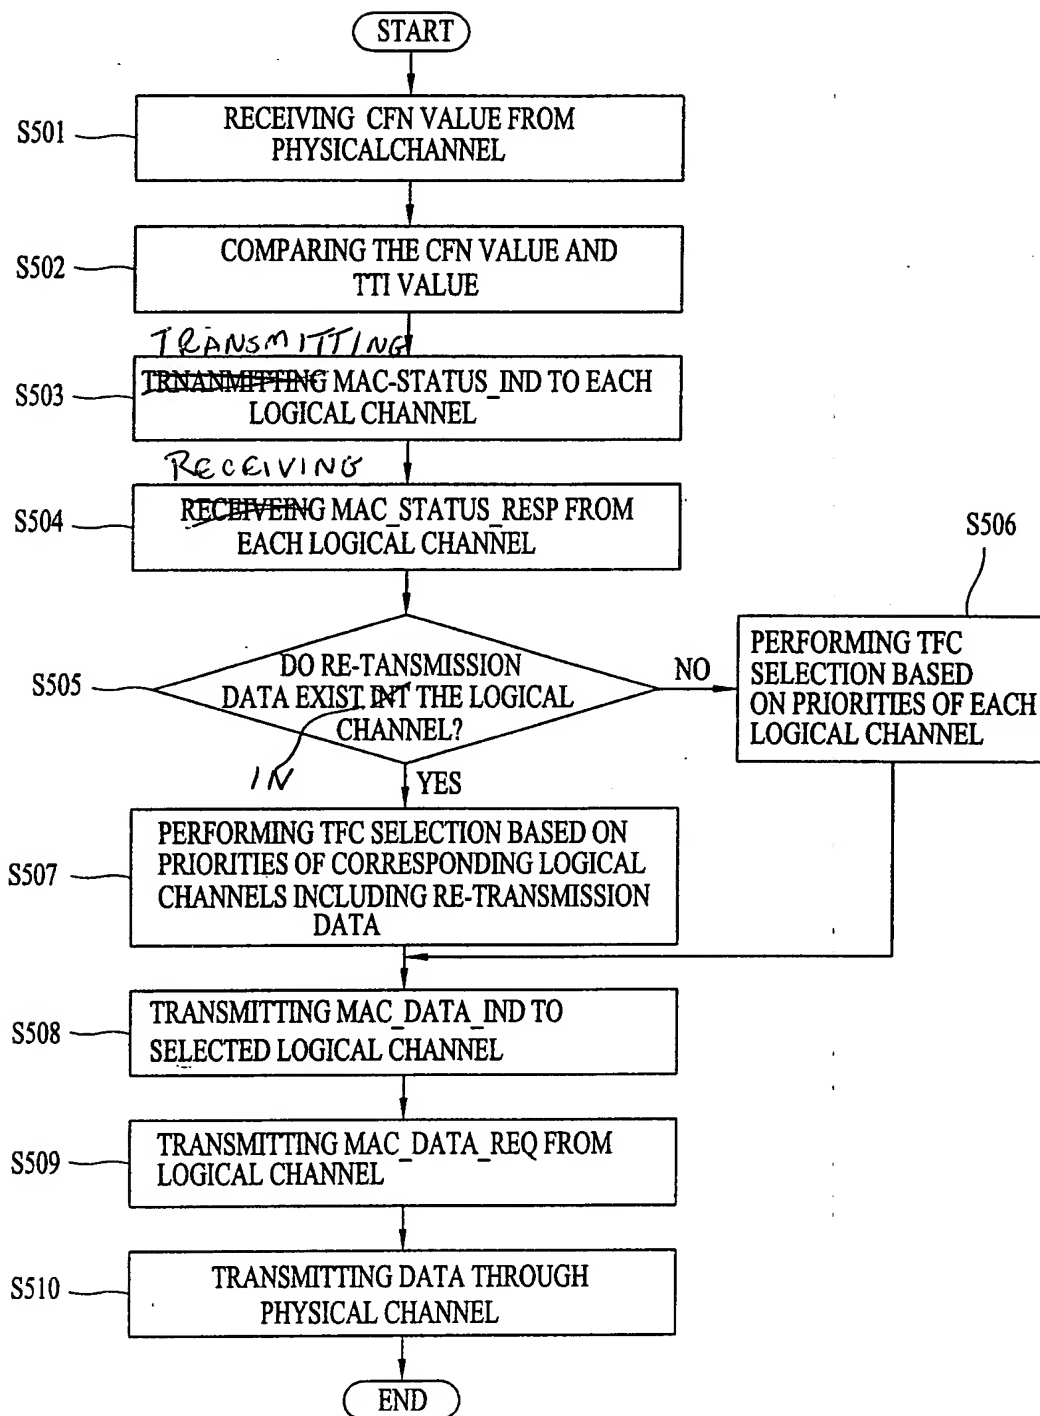 START
S501
RECEIVING CFN VALUE FROM
PHYSICALCHANNEL
S502
COMPARING THE CFN VALUE AND
TTI VALUE
TRANSMITTING
S503
TRNANMITTING MAC-STATUS_IND TO EACH
LOGICAL CHANNEL
RECEIVING
S504
RECEIVEING MAC_STATUS_RESP FROM
EACH LOGICAL CHANNEL
S505
DO RE-TANSMISSION
DATA EXIST INT THE LOGICAL
CHANNEL?
IN
NO
YES
S506
PERFORMING TFC
SELECTION BASED
ON PRIORITIES OF EACH
LOGICAL CHANNEL
S507
PERFORMING TFC SELECTION BASED ON
PRIORITIES OF CORRESPONDING LOGICAL
CHANNELS INCLUDING RE-TRANSMISSION
DATA
S508
TRANSMITTING MAC_DATA_IND TO
SELECTED LOGICAL CHANNEL
S509
TRANSMITTING MAC_DATA_REQ FROM
LOGICAL CHANNEL
S510
TRANSMITTING DATA THROUGH
PHYSICAL CHANNEL
END